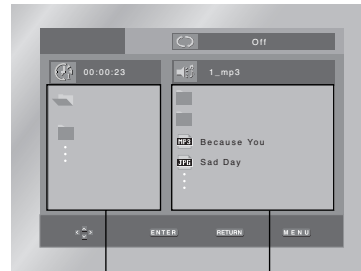 Off
00:00:23
1_mp3
MP3 Because You
JPG Sad Day
ENTER RETURN MENU